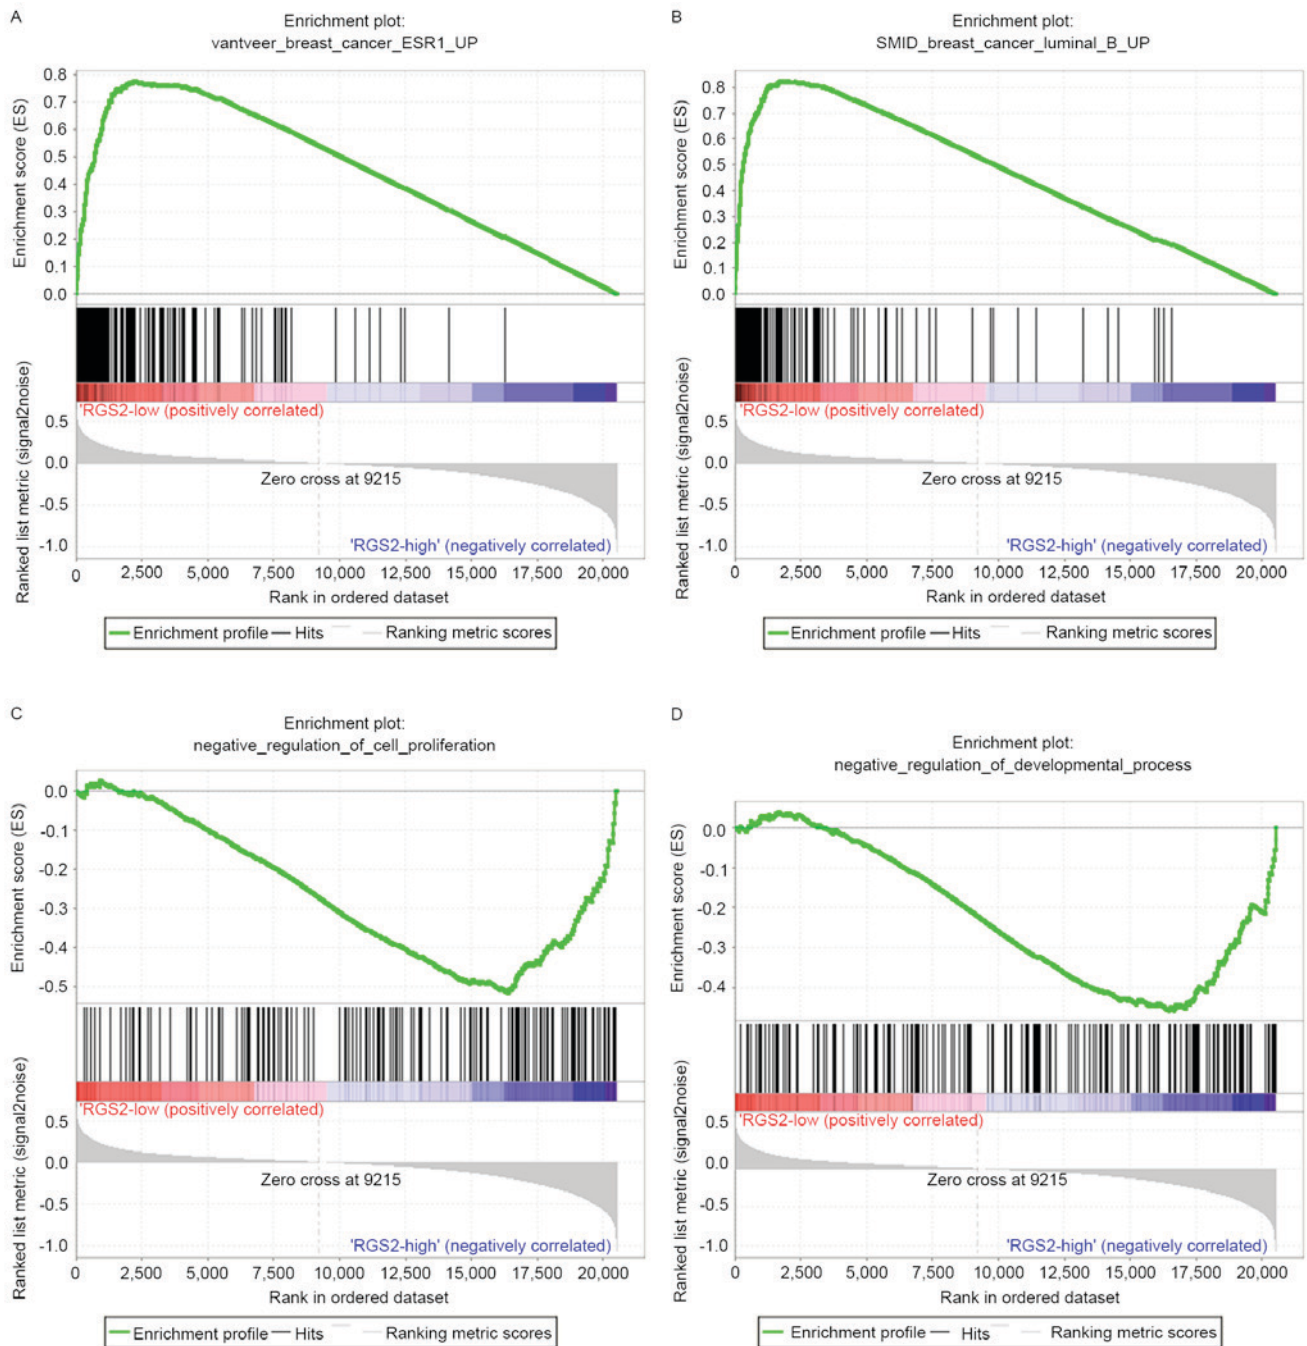 A
Enrichment plot:
vantveer_breast_cancer_ESR1_UP
Enrichment score (ES)
0.8
0.7
0.6
0.5
0.4
0.3
0.2
0.1
0.0
'RGS2-low (positively correlated)
Ranked list metric (signal2noise)
0.5
0.0
-0.5
-1.0
Zero cross at 9215
'RGS2-high' (negatively correlated)
0 2,500 5,000 7,500 10,000 12,500 15,000 17,500 20,000
Rank in ordered dataset
Enrichment profile Hits Ranking metric scores
B
Enrichment plot:
SMID_breast_cancer_luminal_B_UP
Enrichment score (ES)
0.8
0.7
0.6
0.5
0.4
0.3
0.2
0.1
0.0
'RGS2-low (positively correlated)
Ranked list metric (signal2noise)
0.5
0.0
-0.5
-1.0
Zero cross at 9215
'RGS2-high' (negatively correlated)
0 2,500 5,000 7,500 10,000 12,500 15,000 17,500 20,000
Rank in ordered dataset
Enrichment profile Hits Ranking metric scores
C
Enrichment plot:
negative_regulation_of_cell_proliferation
Enrichment score (ES)
0.0
-0.1
-0.2
-0.3
-0.4
-0.5
'RGS2-low (positively correlated)
Ranked list metric (signal2noise)
0.5
0.0
-0.5
-1.0
Zero cross at 9215
'RGS2-high' (negatively correlated)
0 2,500 5,000 7,500 10,000 12,500 15,000 17,500 20,000
Rank in ordered dataset
Enrichment profile Hits Ranking metric scores
D
Enrichment plot:
negative_regulation_of_developmental_process
Enrichment score (ES)
0.0
-0.1
-0.2
-0.3
-0.4
'RGS2-low (positively correlated)
Ranked list metric (signal2noise)
0.5
0.0
-0.5
-1.0
Zero cross at 9215
'RGS2-high' (negatively correlated)
0 2,500 5,000 7,500 10,000 12,500 15,000 17,500 20,000
Rank in ordered dataset
Enrichment profile Hits Ranking metric scores